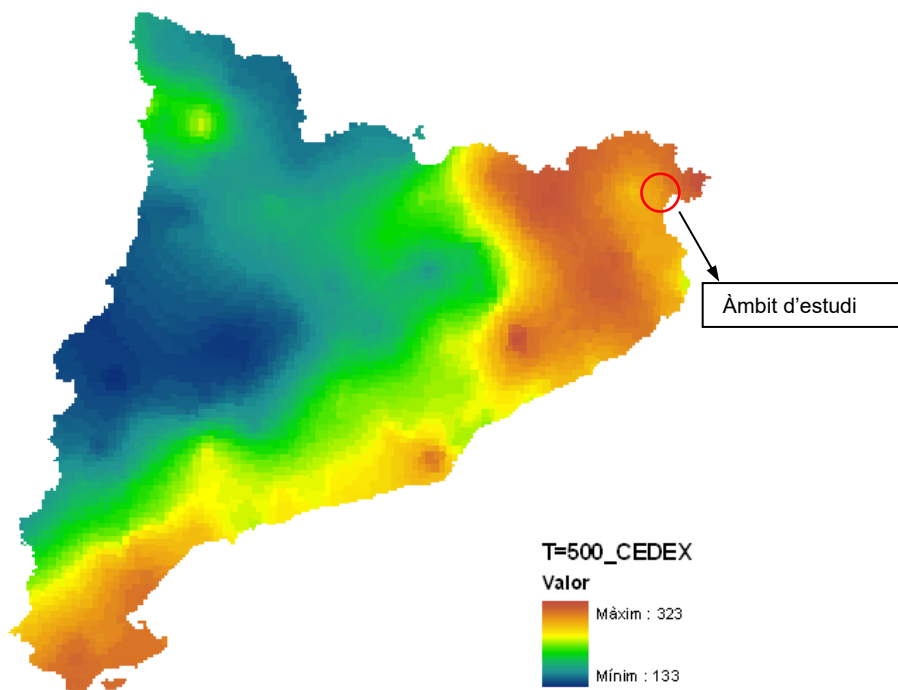 Àmbit d'estudi
T=500_CEDEX
Valor
Màxim : 323
Mínim : 133